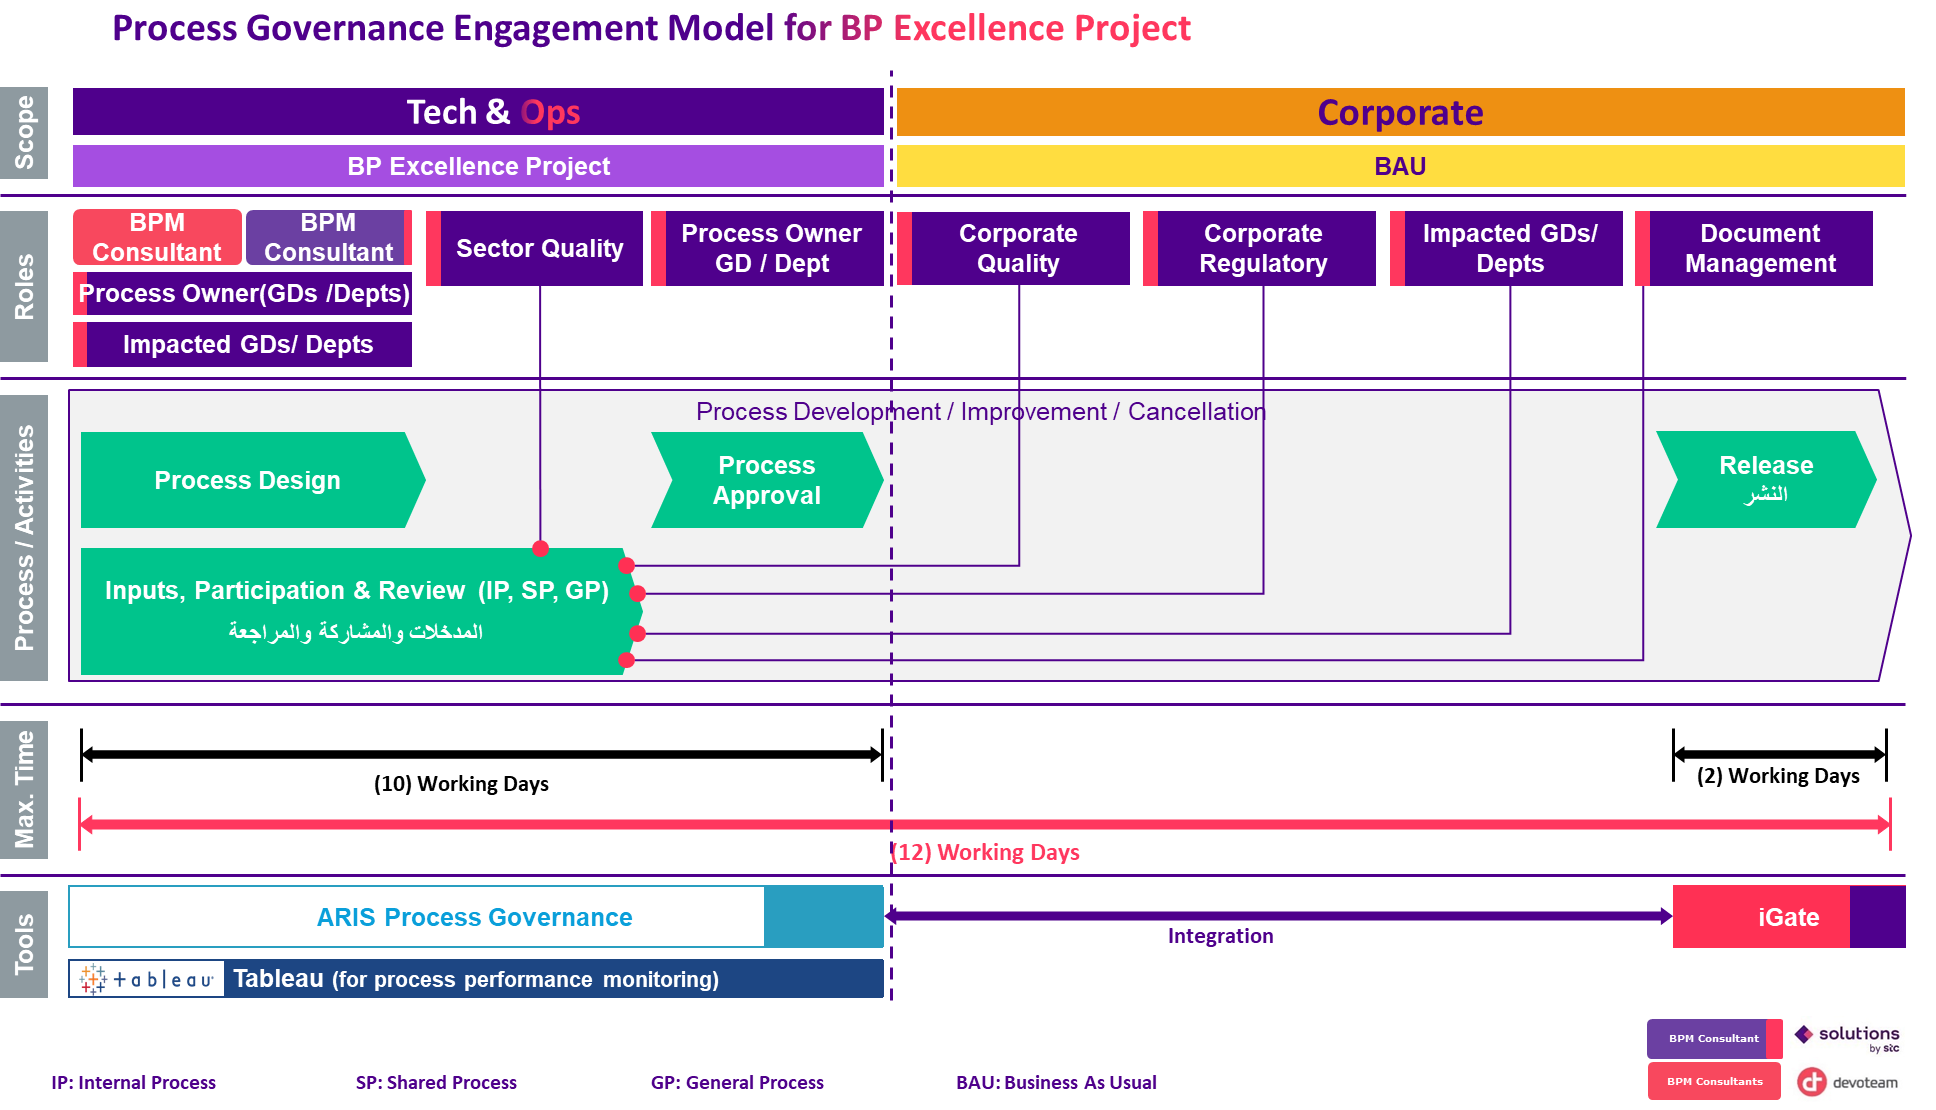 Process Governance Engagement Model for BP Excellence Project
Scope
Tech & Ops
Corporate
BP Excellence Project
BAU
Roles
BPM
Consultant
BPM
Consultant
Process Owner(GDs /Depts)
Impacted GDs/ Depts
Sector Quality
Process Owner
GD / Dept
Corporate
Quality
Corporate
Regulatory
Impacted GDs/
Depts
Document
Management
Process / Activities
Process Development / Improvement / Cancellation
Process Design
Process
Approval
Release
النشر
Inputs, Participation & Review (IP, SP, GP)
المدخلات والمشاركة والمراجعة
Max. Time
(10) Working Days
(2) Working Days
(12) Working Days
Tools
ARIS Process Governance
Integration
iGate
tableau
Tableau (for process performance monitoring)
BPM Consultant
solutions
by stc
BPM Consultants
devoteam
IP: Internal Process
SP: Shared Process
GP: General Process
BAU: Business As Usual